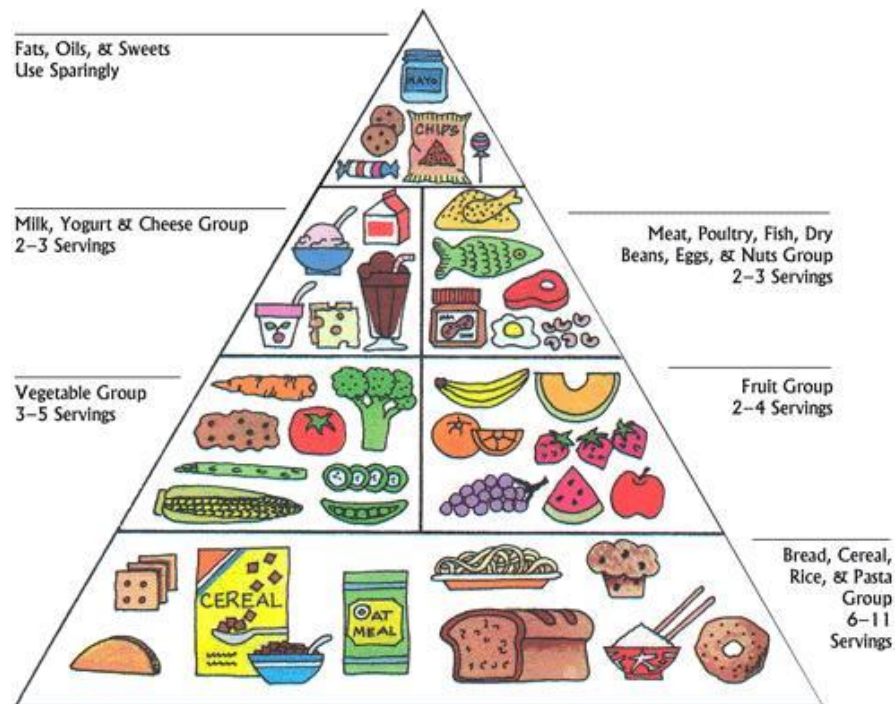 Fats, Oils, & Sweets
Use Sparingly
MAYO
CHIPS
Milk, Yogurt & Cheese Group
2–3 Servings
Meat, Poultry, Fish, Dry
Beans, Eggs, & Nuts Group
2–3 Servings
Vegetable Group
3–5 Servings
Fruit Group
2–4 Servings
Bread, Cereal,
Rice, & Pasta
Group
6–11
Servings
CEREAL
OAT
MEAL